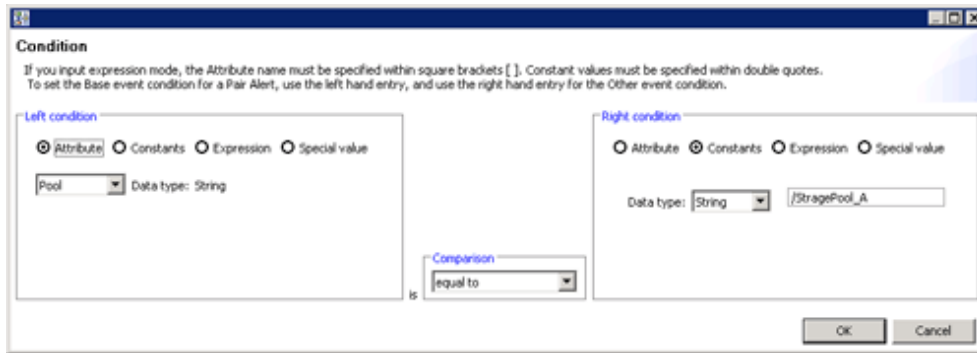 Condition
If you input expression mode, the Attribute name must be specified within square brackets [ ]. Constant values must be specified within double quotes.
To set the Base event condition for a Pair Alert, use the left hand entry, and use the right hand entry for the Other event condition.
Left condition
Attribute Constants Expression Special value
Pool Data type: String
is
Comparison
equal to
Right condition
Attribute Constants Expression Special value
Data type: String /StragePool_A
OK Cancel